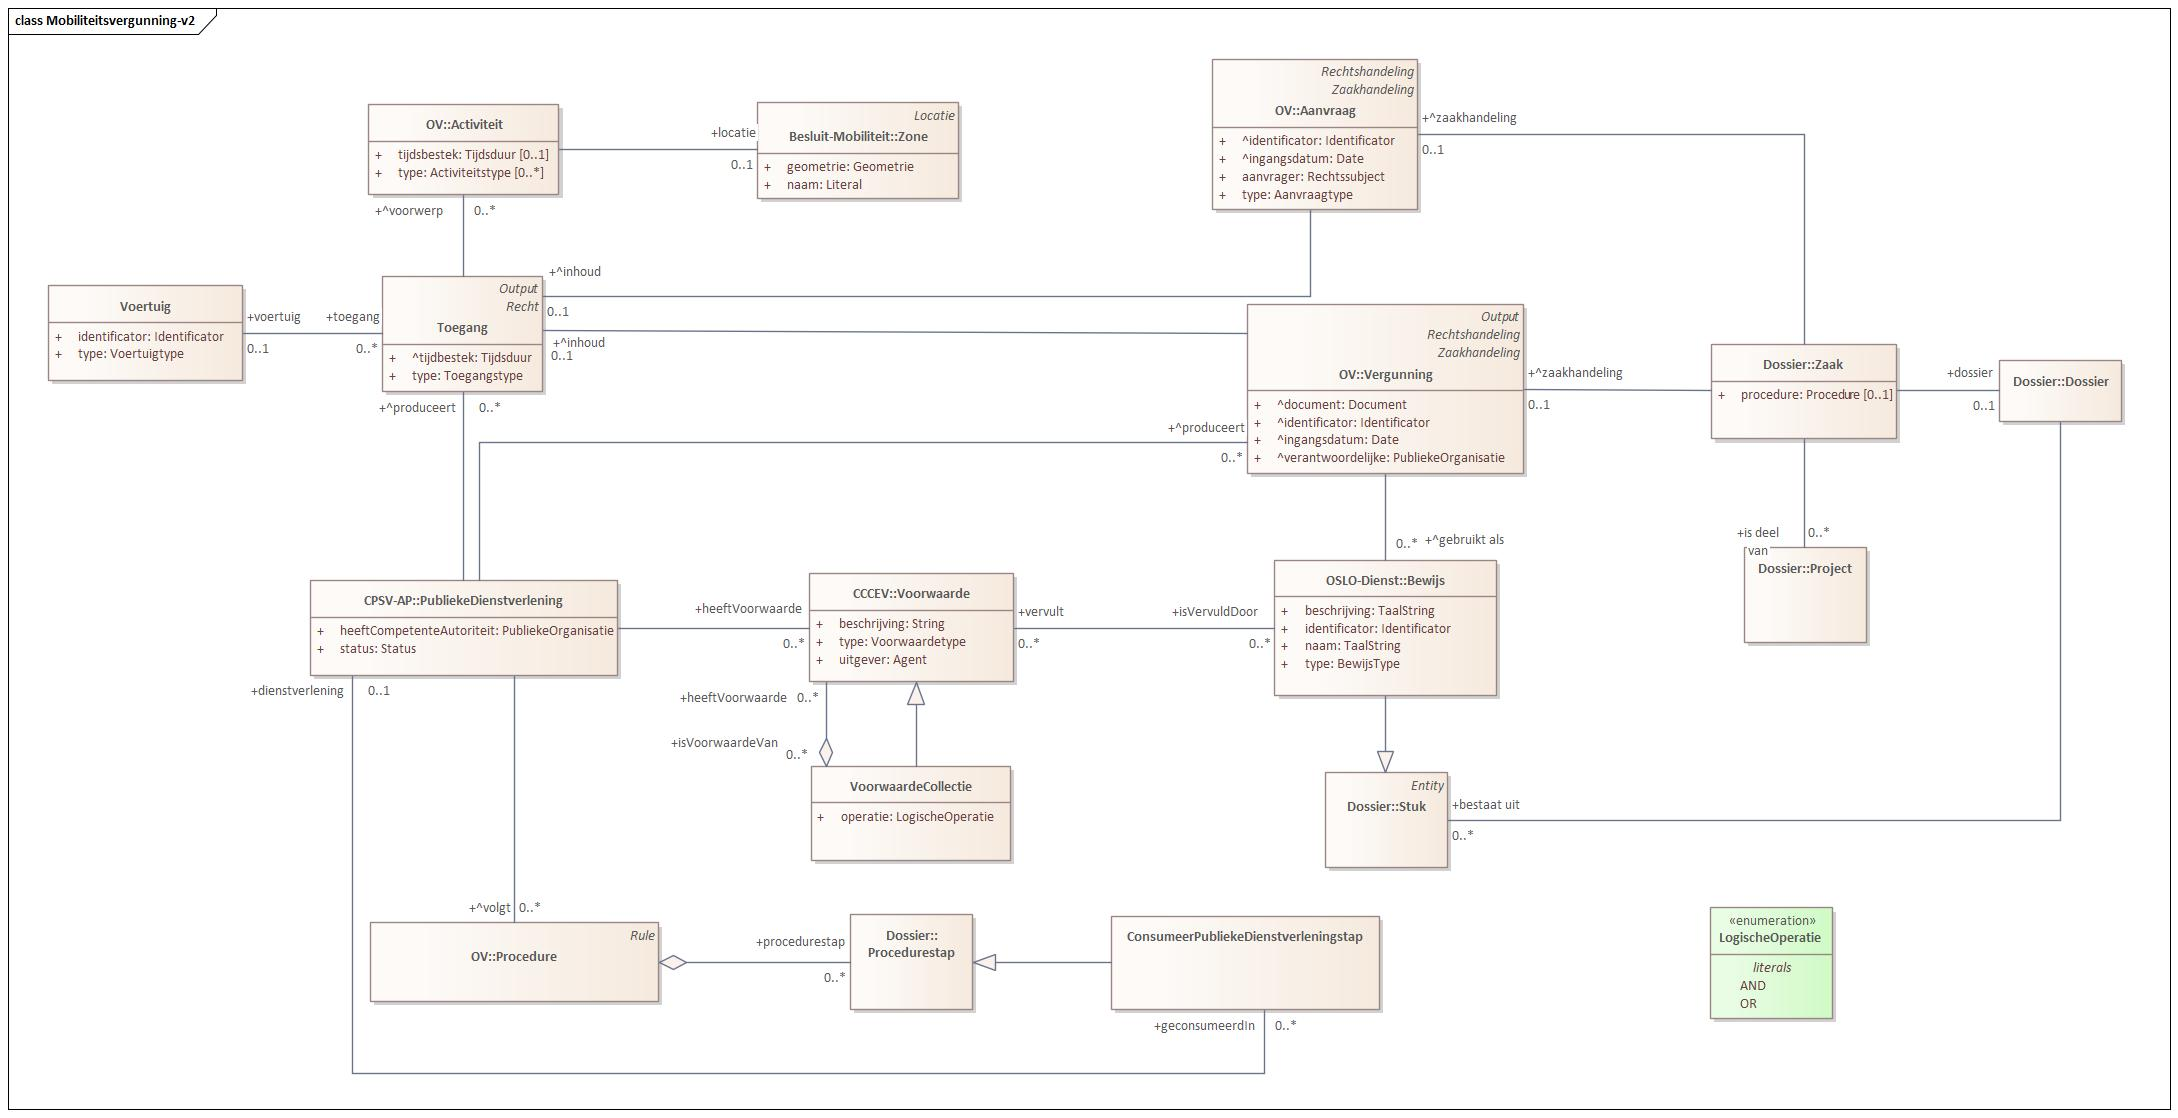 class Mobiliteitsvergunning-v2
OV::Activiteit
+ tijdsbestek: Tijdsduur [0..1]
+ type: Activiteitstype [0..*]
+locatie
0..1
Locatie
Besluit-Mobiliteit::Zone
+ geometrie: Geometrie
+ naam: Literal
Rechtshandeling
Zaakhandeling
OV::Aanvraag
+ ^identificator: Identificator
+ ^ingangsdatum: Date
+ aanvrager: Rechtssubject
+ type: Aanvraagtype
+^zaakhandeling
0..1
+^voorwerp 0..*
Voertuig
+ identificator: Identificator
+ type: Voertuigtype
+voertuig
0..1
+toegang
0..*
Output
Recht
Toegang
+ ^tijdbestek: Tijdsduur
+ type: Toegangstype
+^inhoud
0..1
+^inhoud
0..1
+^produceert 0..*
Output
Rechtshandeling
Zaakhandeling
OV::Vergunning
+ ^document: Document
+ ^identificator: Identificator
+ ^ingangsdatum: Date
+ ^verantwoordelijke: PubliekeOrganisatie
+^produceert
0..*
+^zaakhandeling
0..1
Dossier::Zaak
+ procedure: Procedure [0..1]
+dossier
0..1
Dossier::Dossier
+is deel
van
0..*
Dossier::Project
0..* +^gebruikt als
CPSV-AP::PubliekeDienstverlening
+ heeftCompetenteAutoriteit: PubliekeOrganisatie
+ status: Status
+heeftVoorwaarde
0..*
CCCEV::Voorwaarde
+ beschrijving: String
+ type: Voorwaardetype
+ uitgever: Agent
+vervult
0..*
+isVervuldDoor
0..*
OSLO-Dienst::Bewijs
+ beschrijving: TaalString
+ identificator: Identificator
+ naam: TaalString
+ type: BewijsType
+dienstverlening 0..1
+heeftVoorwaarde 0..*
+isVoorwaardeVan
0..*
VoorwaardeCollectie
+ operatie: LogischeOperatie
Entity
Dossier::Stuk
+bestaat uit
0..*
+^volgt 0..*
Rule
OV::Procedure
+procedurestap
0..*
Dossier::
Procedurestap
ConsumeerPubliekeDienstverleningstap
+geconsumeerdIn 0..*
«enumeration»
LogischeOperatie
literals
AND
OR